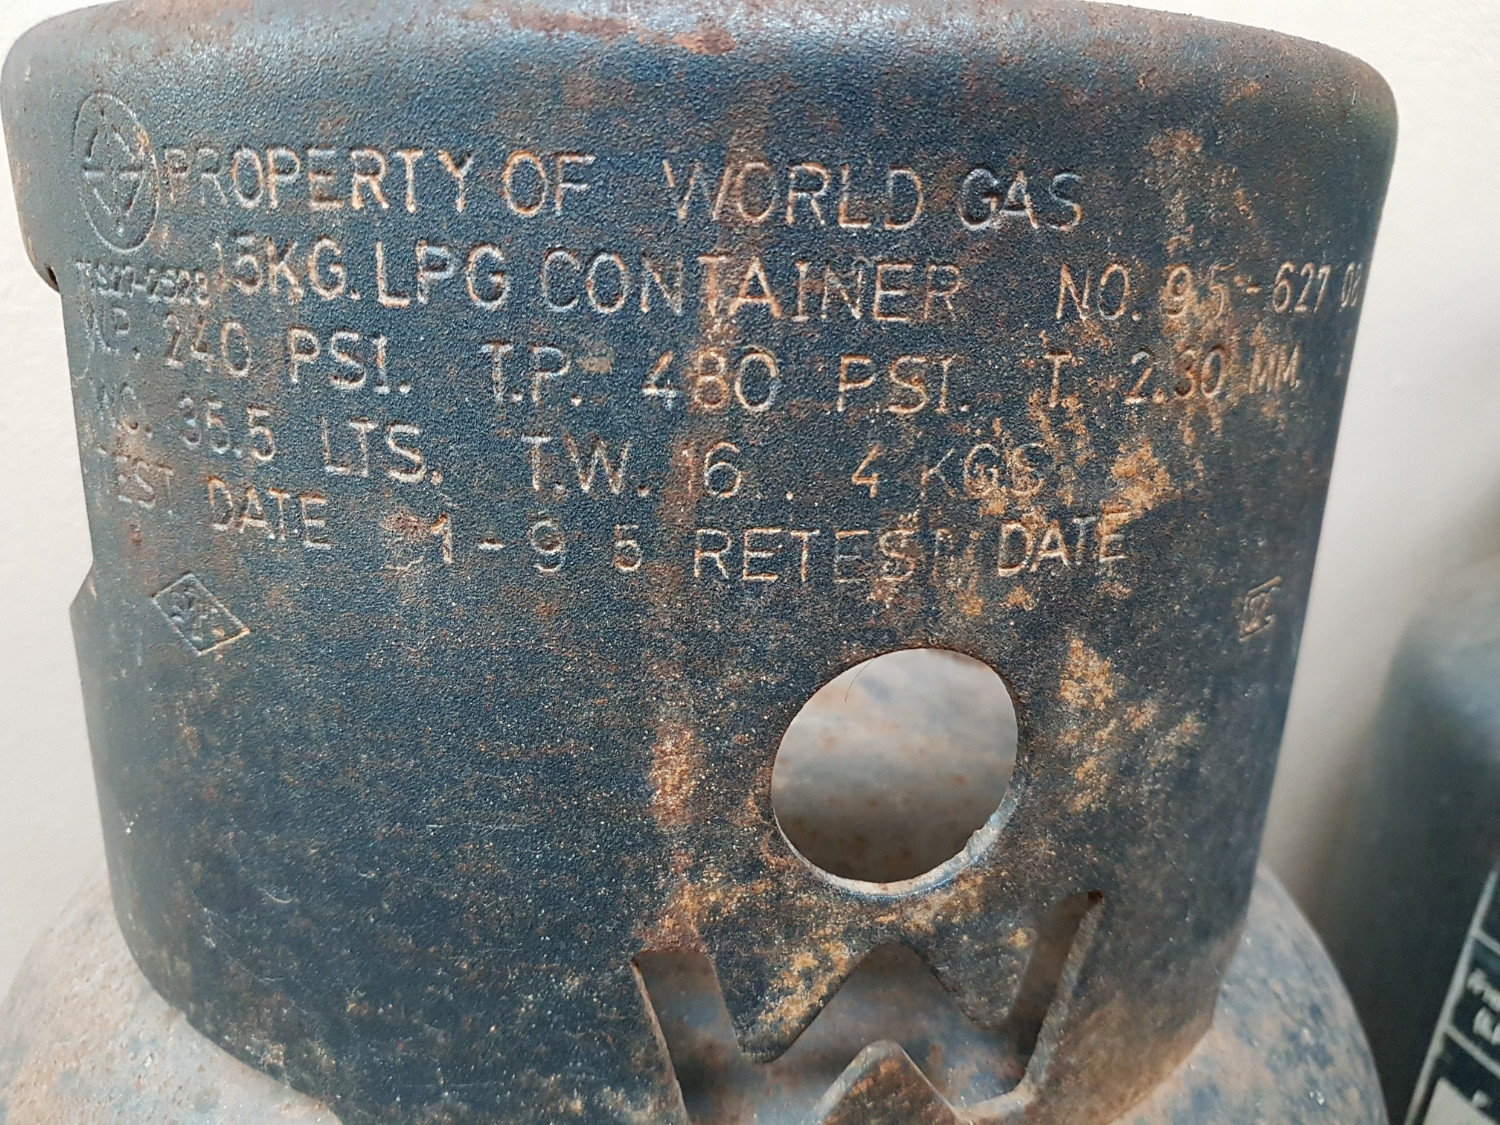 PROPERTY OF WORLD GAS
15KG. LPG CONTAINER NO. 95-627 02
W.P. 240 PSI. T.P. 480 PSI. T. 2.30 MM.
W.C. 35.5 LTS. T.W. 16.4 KGS
TEST DATE 1-95 RETEST DATE